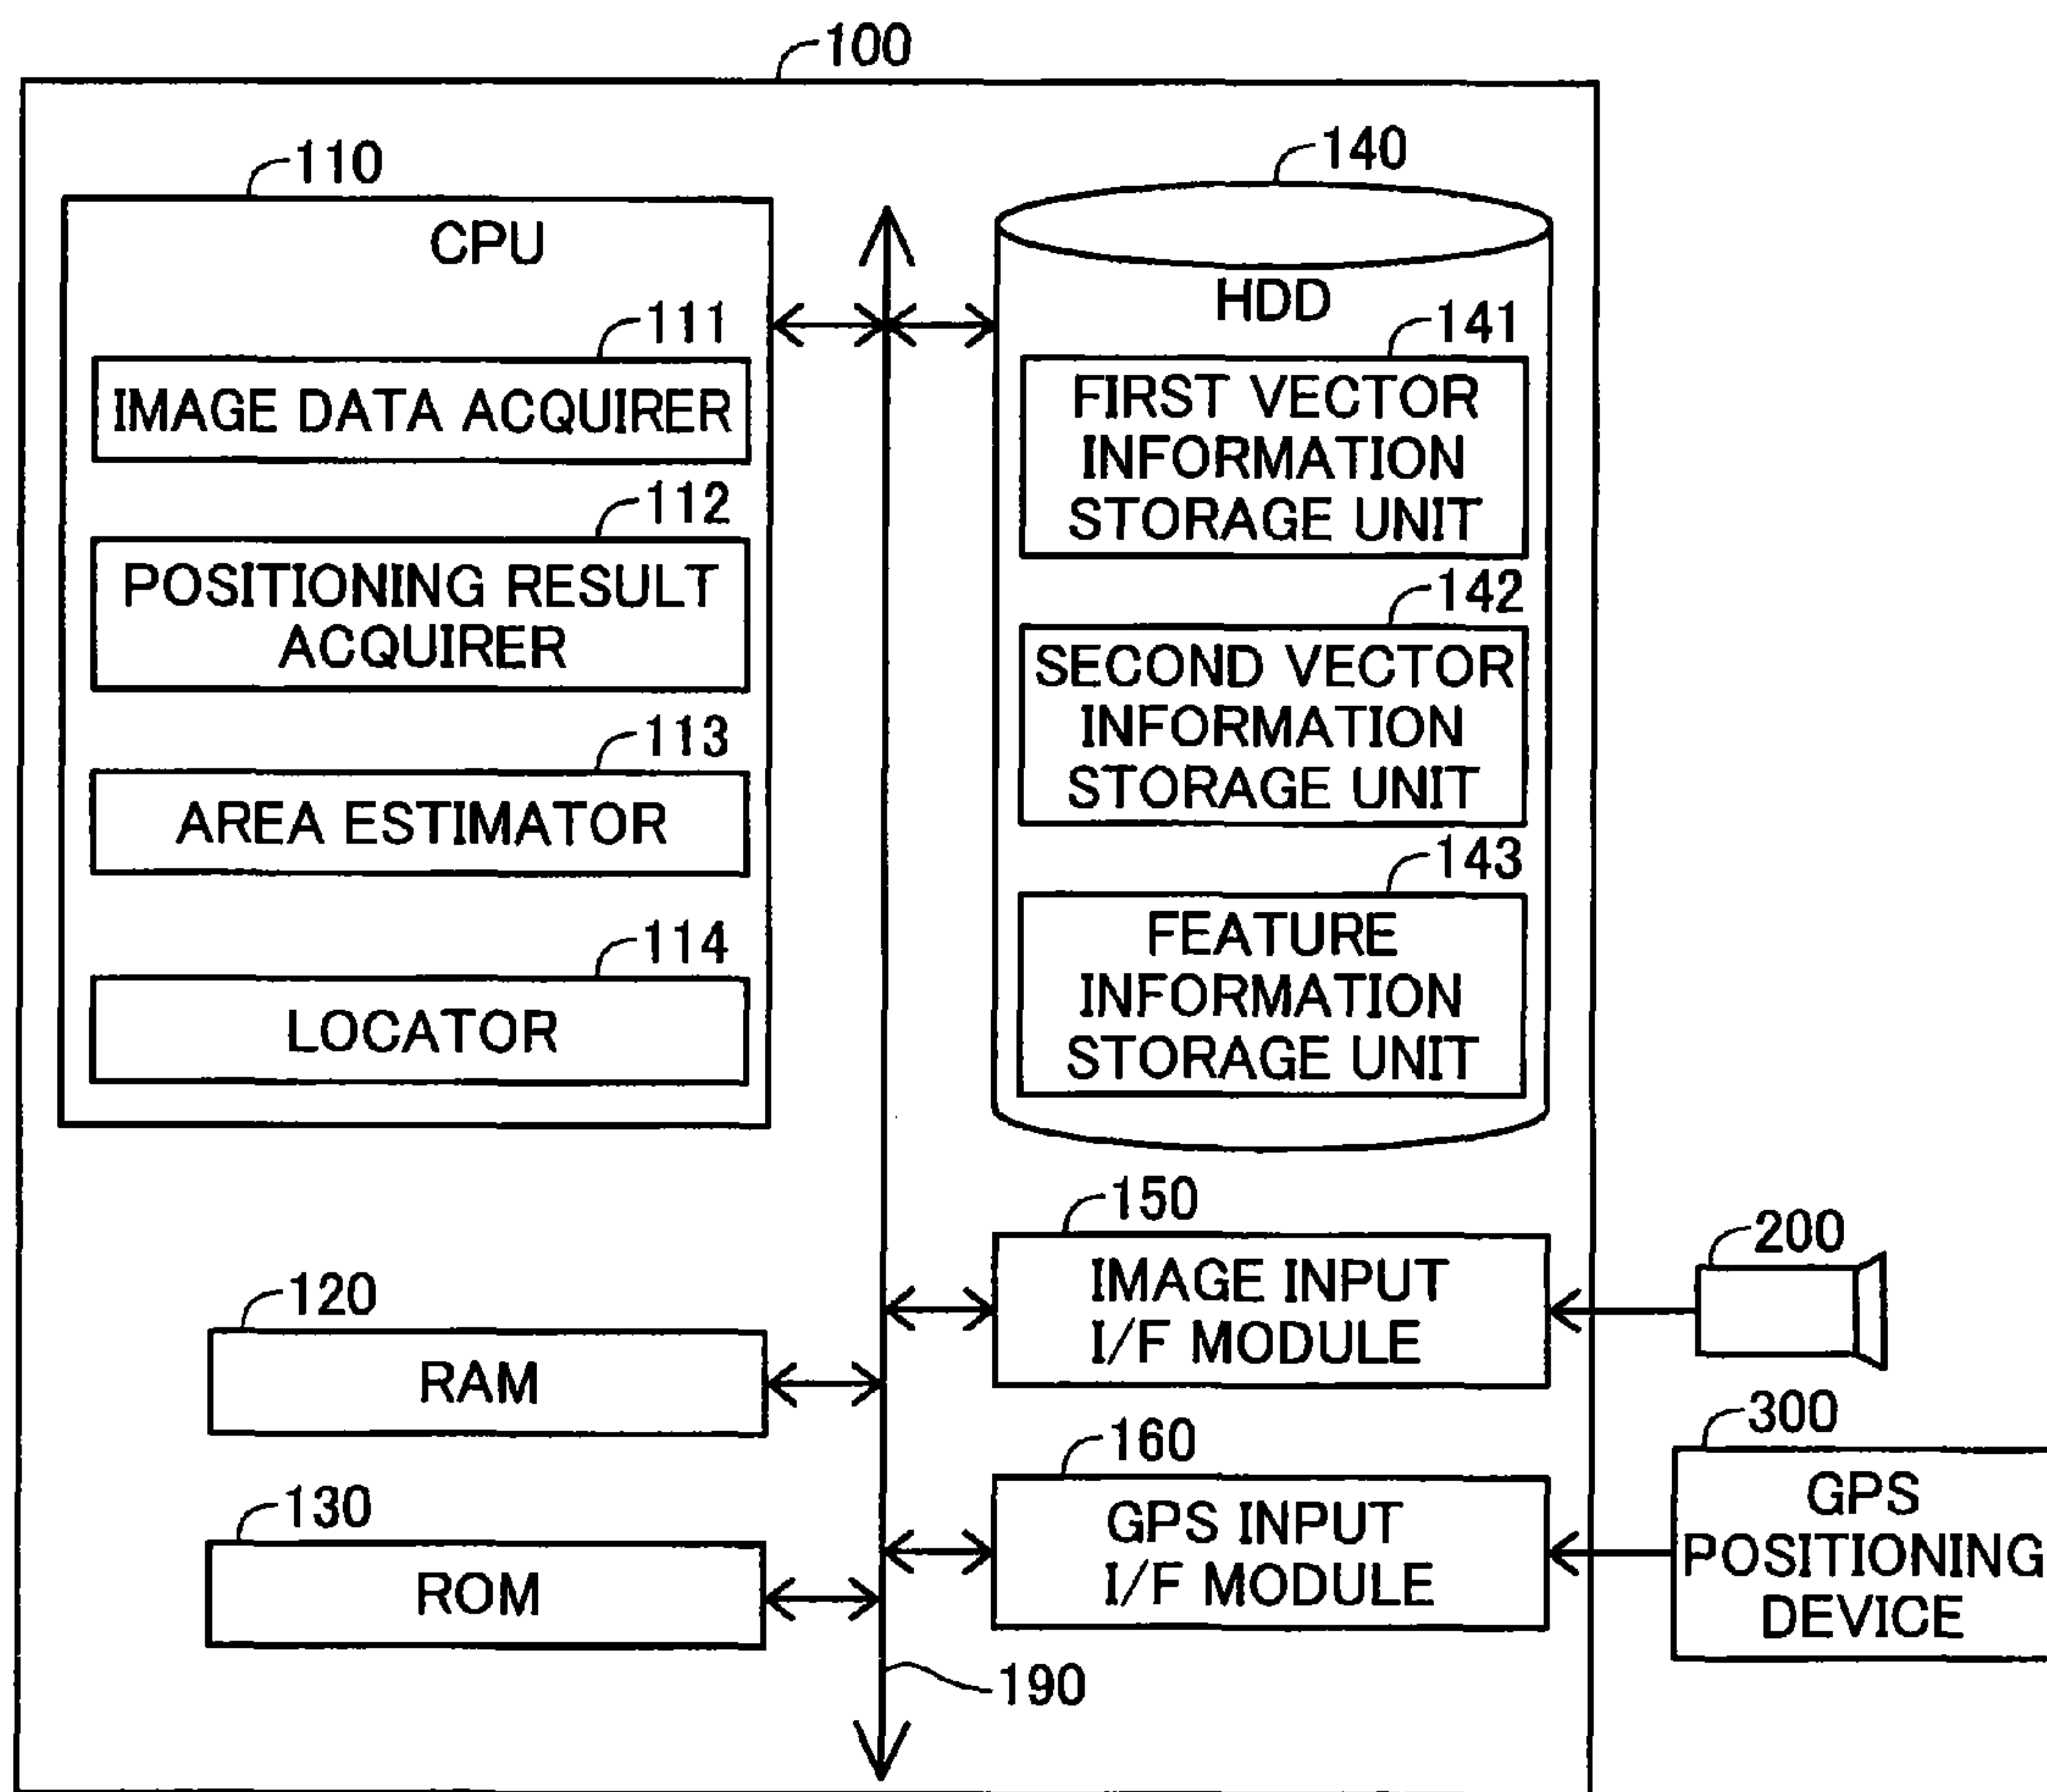 100
110
CPU
111
IMAGE DATA ACQUIRER
112
POSITIONING RESULT
ACQUIRER
113
AREA ESTIMATOR
114
LOCATOR
140
HDD
141
FIRST VECTOR
INFORMATION
STORAGE UNIT
142
SECOND VECTOR
INFORMATION
STORAGE UNIT
143
FEATURE
INFORMATION
STORAGE UNIT
120
RAM
130
ROM
150
IMAGE INPUT
I/F MODULE
160
GPS INPUT
I/F MODULE
190
200
300
GPS
POSITIONING
DEVICE